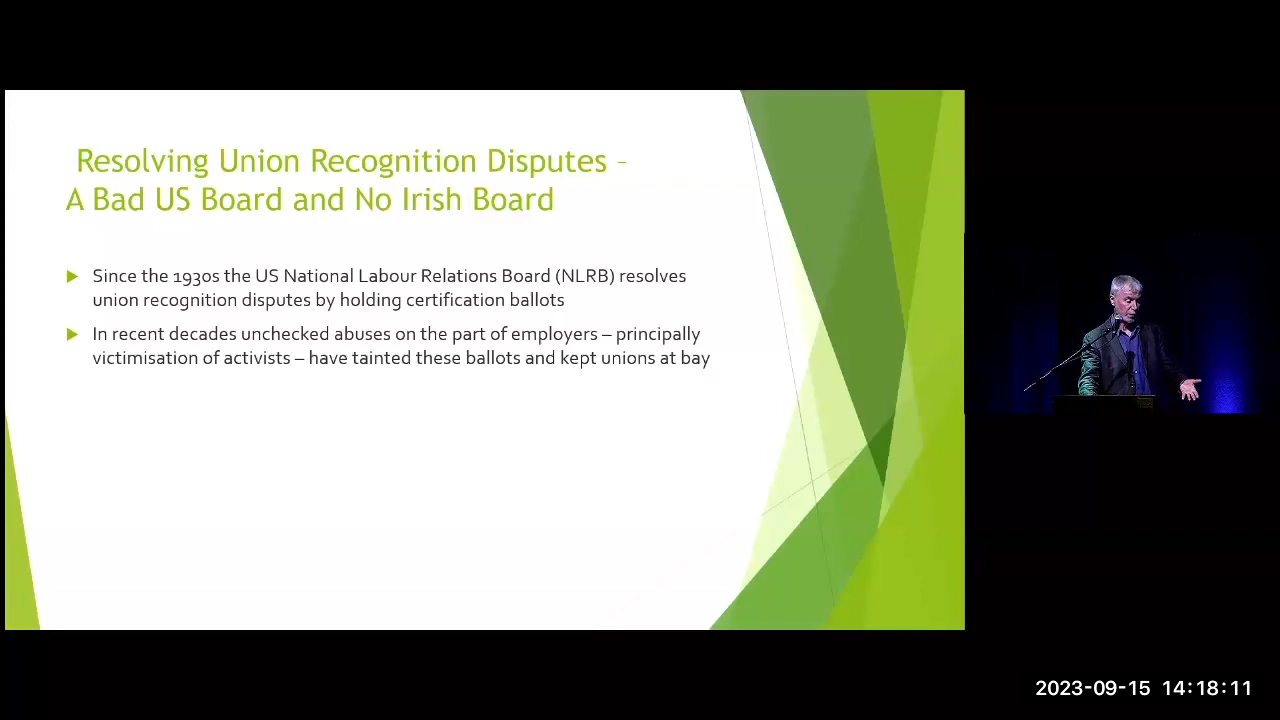 Resolving Union Recognition Disputes –
A Bad US Board and No Irish Board
Since the 1930s the US National Labour Relations Board (NLRB) resolves
union recognition disputes by holding certification ballots
In recent decades unchecked abuses on the part of employers – principally
victimisation of activists – have tainted these ballots and kept unions at bay
2023-09-15 14:18:11